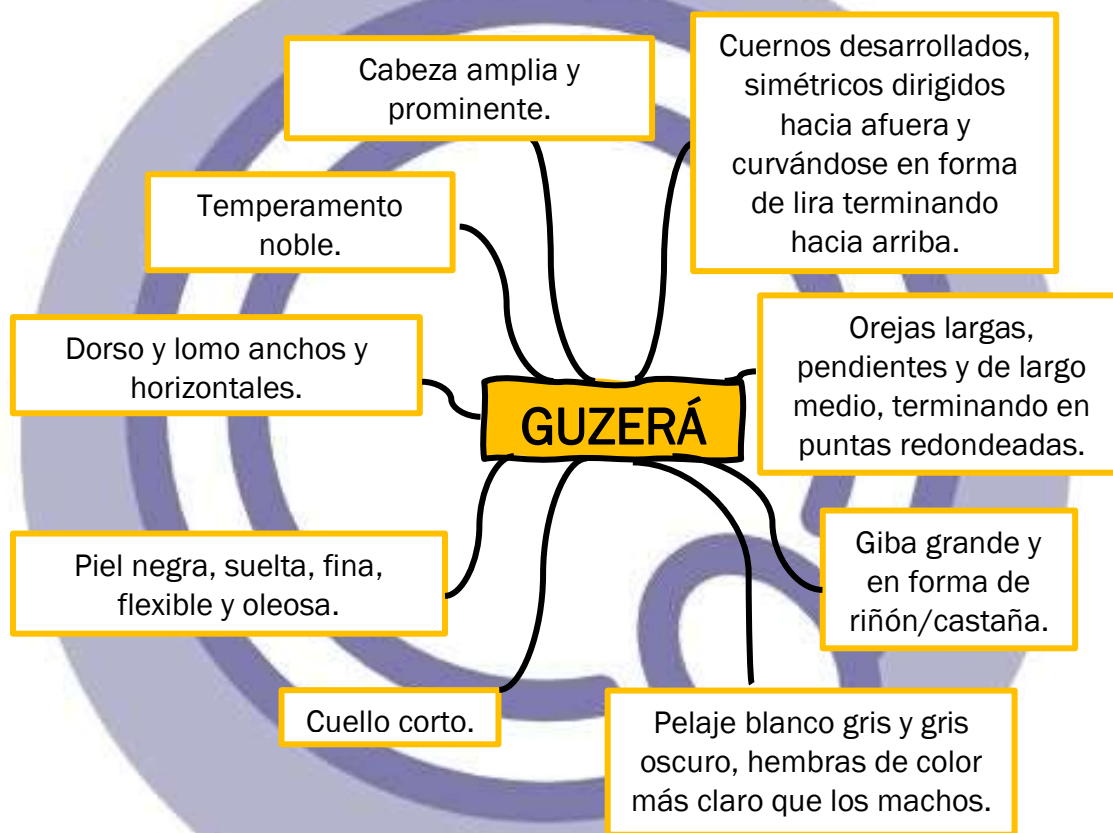 Cabeza amplia y
prominente.
Cuernos desarrollados,
simétricos dirigidos
hacia afuera y
curvándose en forma
de lira terminando
hacia arriba.
Temperamento
noble.
Dorso y lomo anchos y
horizontales.
GUZERÁ
Orejas largas,
pendientes y de largo
medio, terminando en
puntas redondeadas.
Piel negra, suelta, fina,
flexible y oleosa.
Giba grande y
en forma de
riñón/castaña.
Cuello corto.
Pelaje blanco gris y gris
oscuro, hembras de color
más claro que los machos.